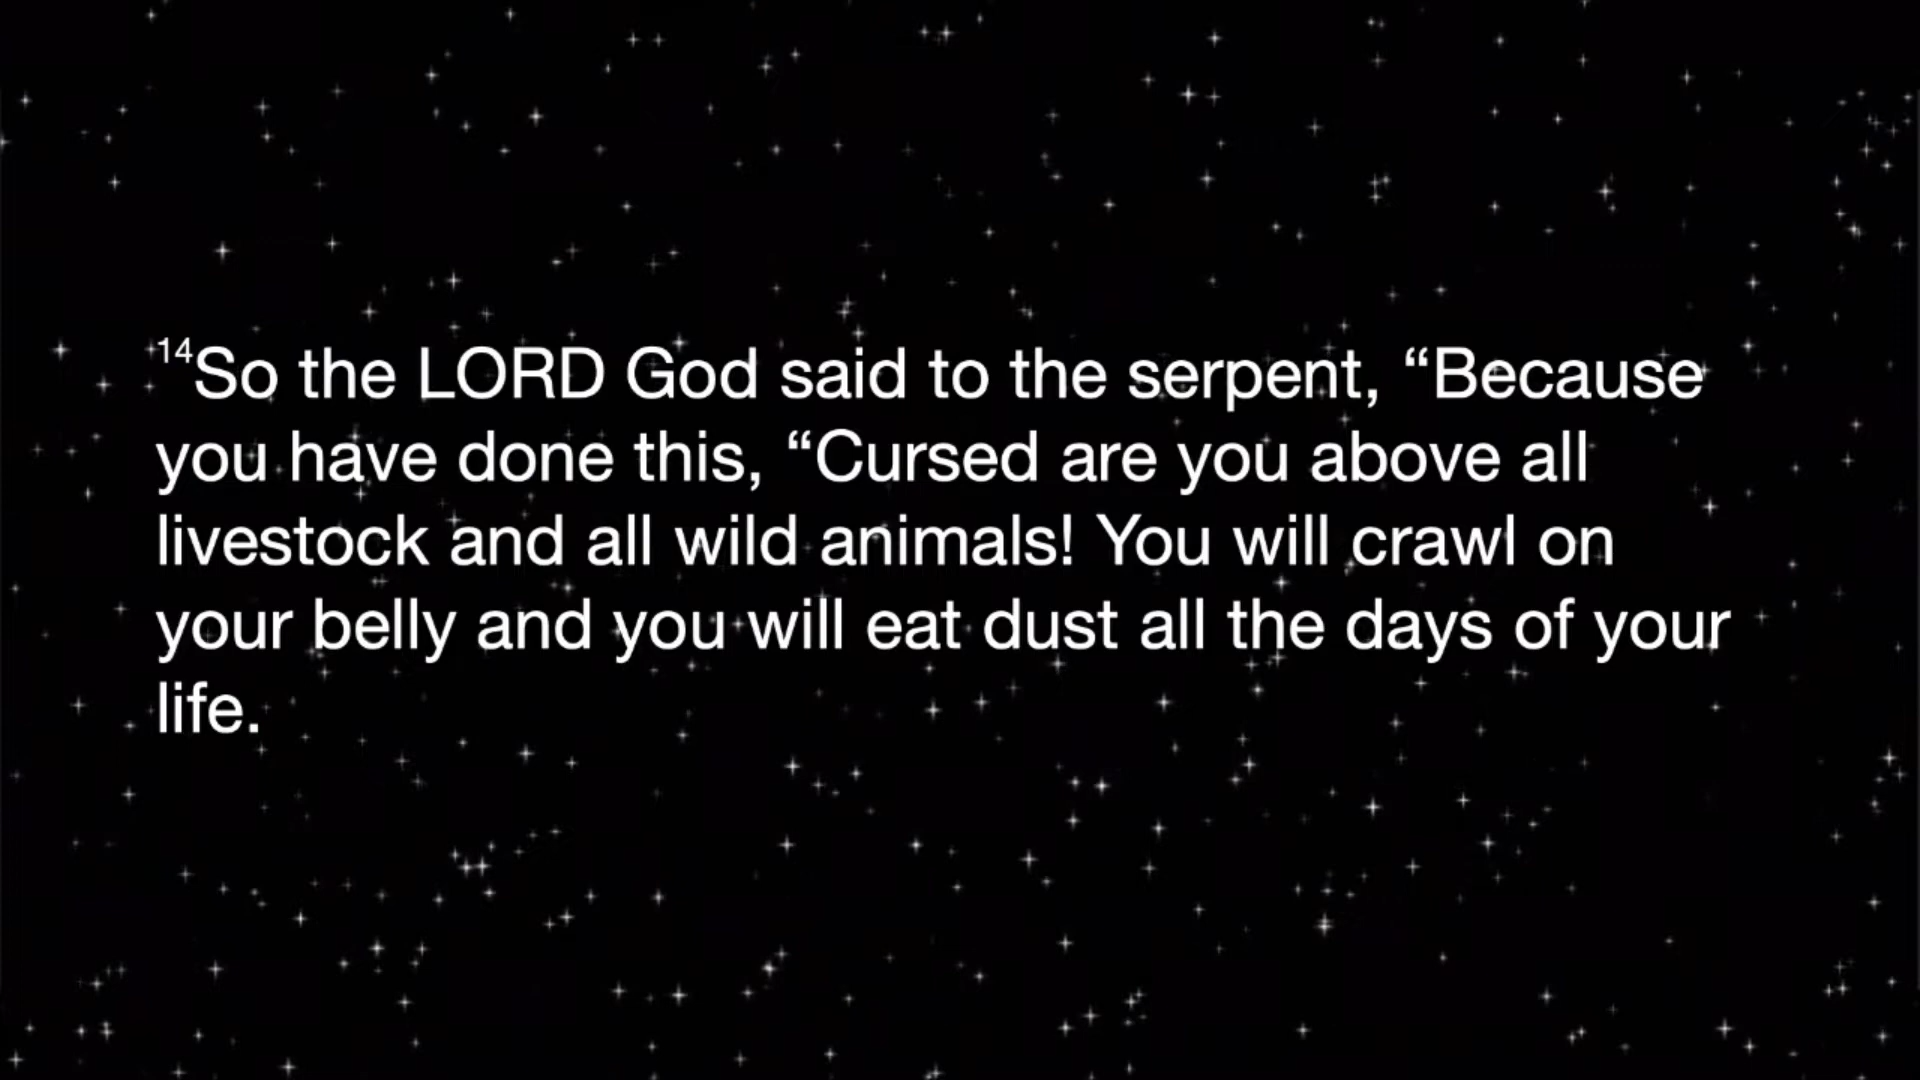 14So the LORD God said to the serpent, “Because
you have done this, “Cursed are you above all
livestock and all wild animals! You will crawl on
your belly and you will eat dust all the days of your
life.